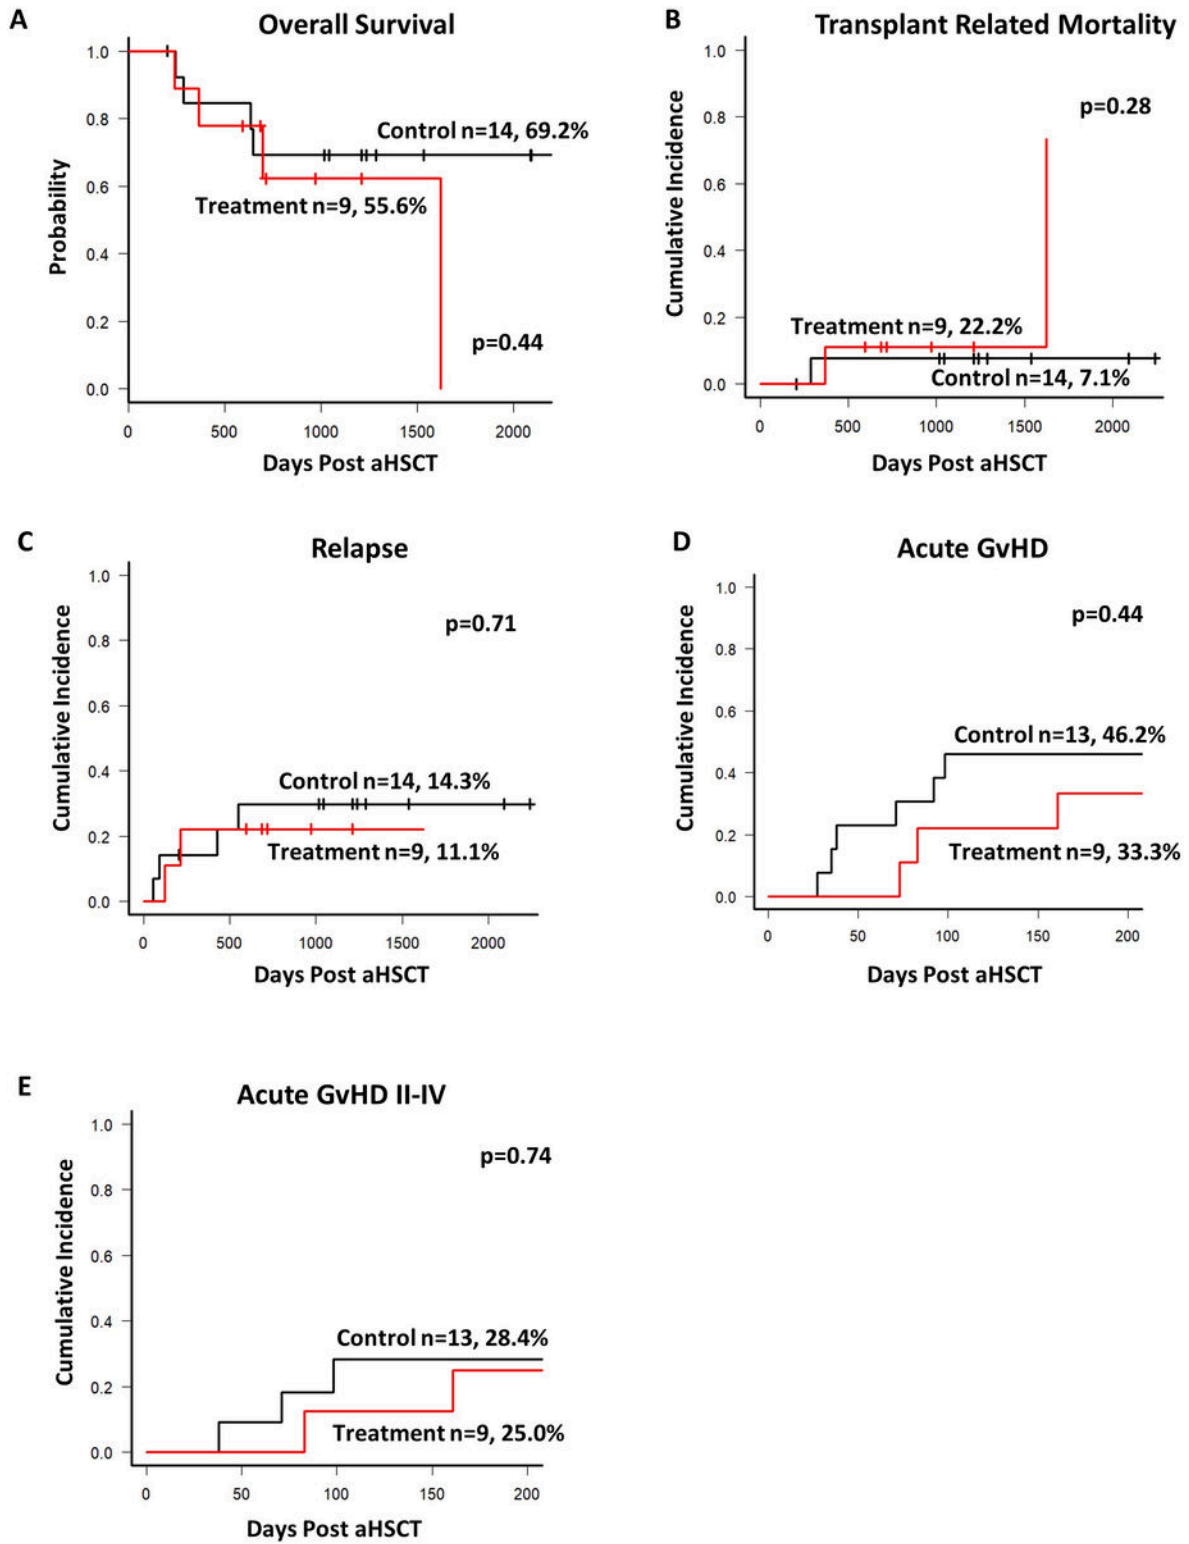 A
Overall Survival
Probability
1.0
0.8
0.6
0.4
0.2
0.0
Control n=14, 69.2%
Treatment n=9, 55.6%
p=0.44
0 500 1000 1500 2000
Days Post aHSCT
B
Transplant Related Mortality
Cumulative Incidence
1.0
0.8
0.6
0.4
0.2
0.0
p=0.28
Treatment n=9, 22.2%
Control n=14, 7.1%
0 500 1000 1500 2000
Days Post aHSCT
C
Relapse
Cumulative Incidence
1.0
0.8
0.6
0.4
0.2
0.0
p=0.71
Control n=14, 14.3%
Treatment n=9, 11.1%
0 500 1000 1500 2000
Days Post aHSCT
D
Acute GvHD
Cumulative Incidence
1.0
0.8
0.6
0.4
0.2
0.0
p=0.44
Control n=13, 46.2%
Treatment n=9, 33.3%
0 50 100 150 200
Days Post aHSCT
E
Acute GvHD II-IV
Cumulative Incidence
1.0
0.8
0.6
0.4
0.2
0.0
p=0.74
Control n=13, 28.4%
Treatment n=9, 25.0%
0 50 100 150 200
Days Post aHSCT